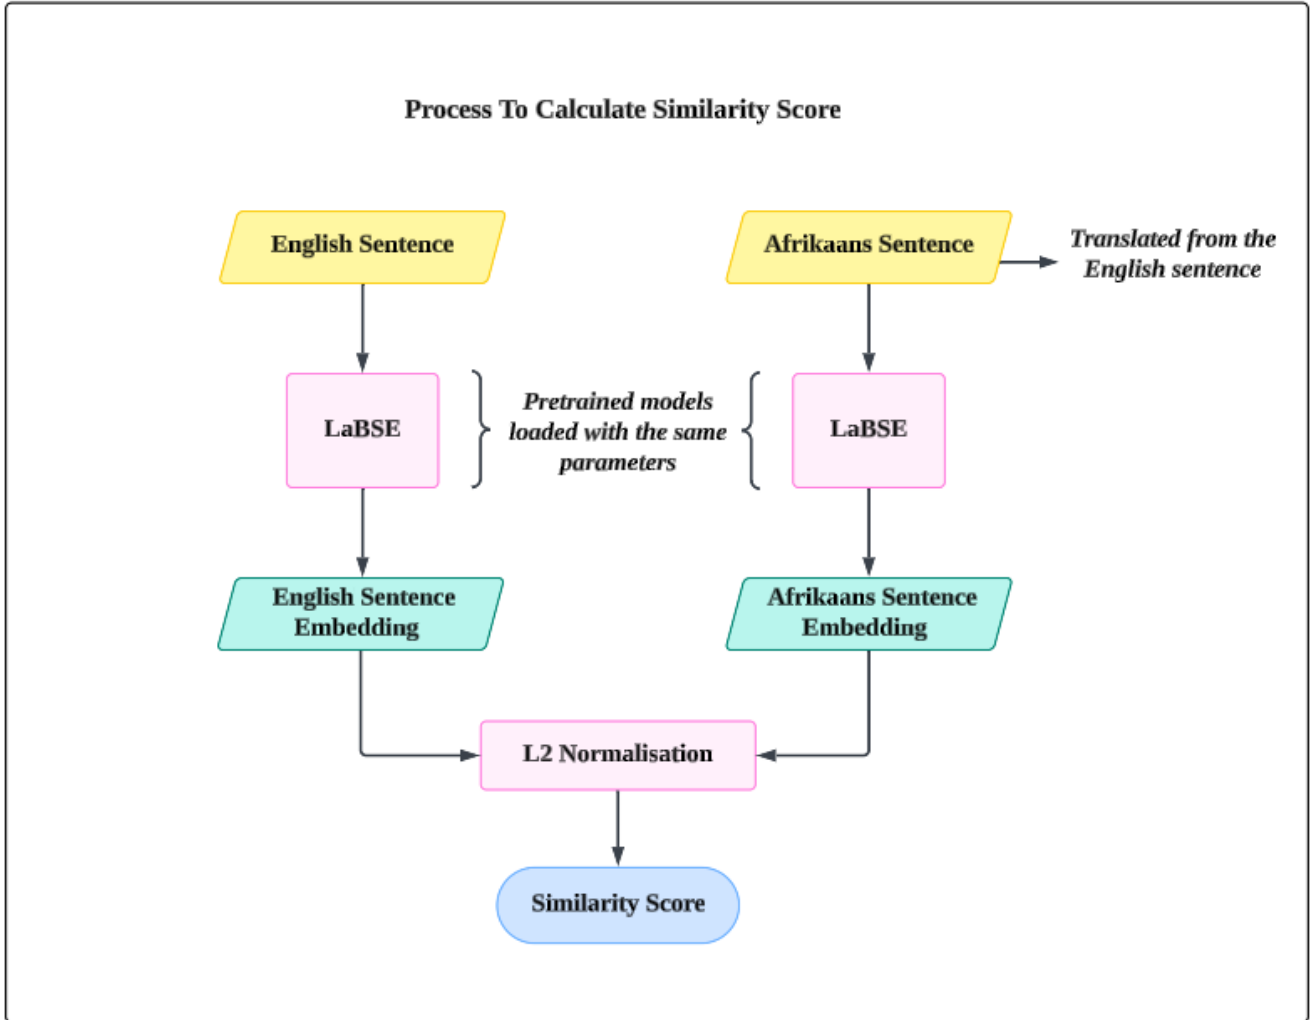 Process To Calculate Similarity Score
English Sentence
Afrikaans Sentence
Translated from the
English sentence
LaBSE
Pretrained models
loaded with the same
parameters
LaBSE
English Sentence
Embedding
Afrikaans Sentence
Embedding
L2 Normalisation
Similarity Score